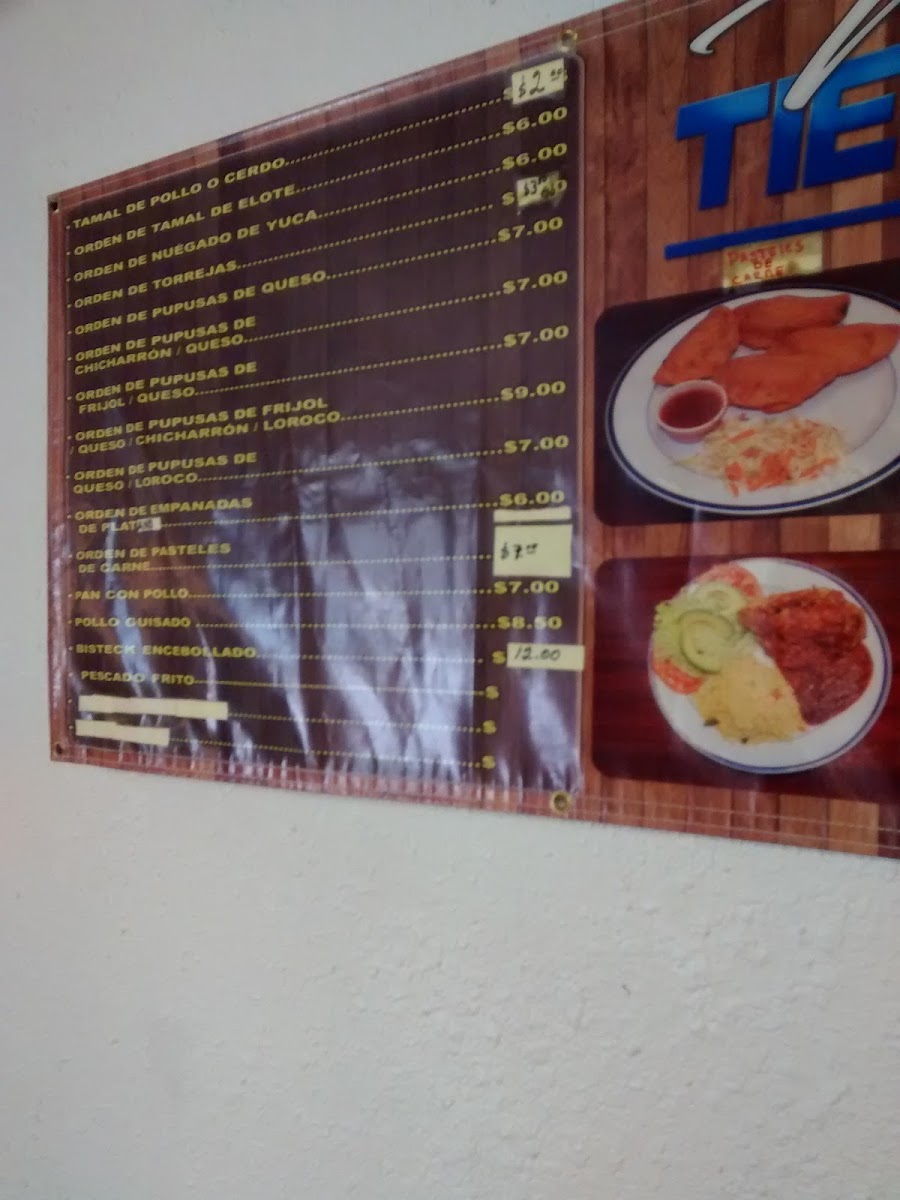 TAMAL DE POLLO O CERDO $2.00
ORDEN DE TAMAL DE ELOTE $6.00
ORDEN DE NUEGADO DE YUCA $6.00
ORDEN DE TORREJAS $
ORDEN DE PUPUSAS DE QUESO $7.00
ORDEN DE PUPUSAS DE
CHICHARRÓN / QUESO $7.00
ORDEN DE PUPUSAS DE
FRIJOL / QUESO $7.00
ORDEN DE PUPUSAS DE FRIJOL
/ QUESO / CHICHARRÓN / LOROCO $9.00
ORDEN DE PUPUSAS DE
QUESO / LOROCO $7.00
ORDEN DE EMPANADAS
DE $6.00
ORDEN DE PASTELES
DE CARNE $7.00
PAN CON POLLO $7.00
POLLO GUISADO $8.50
BISTECK ENCEBOLLADO $12.00
PESCADO FRITO $
$
$
TIE
PASTELES
DE
CARNE